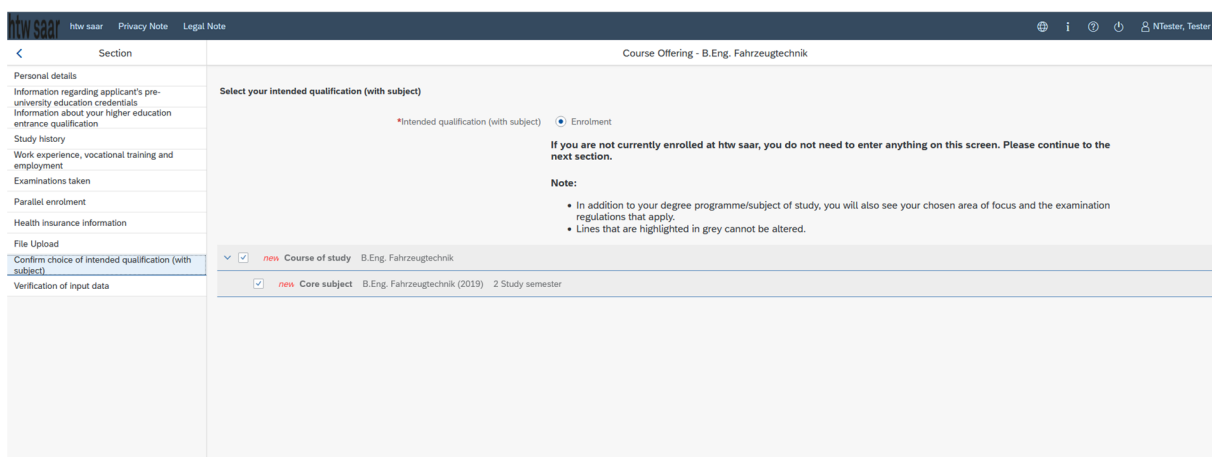 htw saar htw saar Privacy Note Legal Note NTester, Tester
Section
Course Offering - B.Eng. Fahrzeugtechnik
Personal details
Information regarding applicant's pre-
university education credentials
Information about your higher education
entrance qualification
Study history
Work experience, vocational training and
employment
Examinations taken
Parallel enrolment
Health insurance information
File Upload
Confirm choice of intended qualification (with
subject)
Verification of input data
Select your intended qualification (with subject)
*Intended qualification (with subject) Enrolment
If you are not currently enrolled at htw saar, you do not need to enter anything on this screen. Please continue to the
next section.
Note:
• In addition to your degree programme/subject of study, you will also see your chosen area of focus and the examination
regulations that apply.
• Lines that are highlighted in grey cannot be altered.
new Course of study B.Eng. Fahrzeugtechnik
new Core subject B.Eng. Fahrzeugtechnik (2019) 2 Study semester